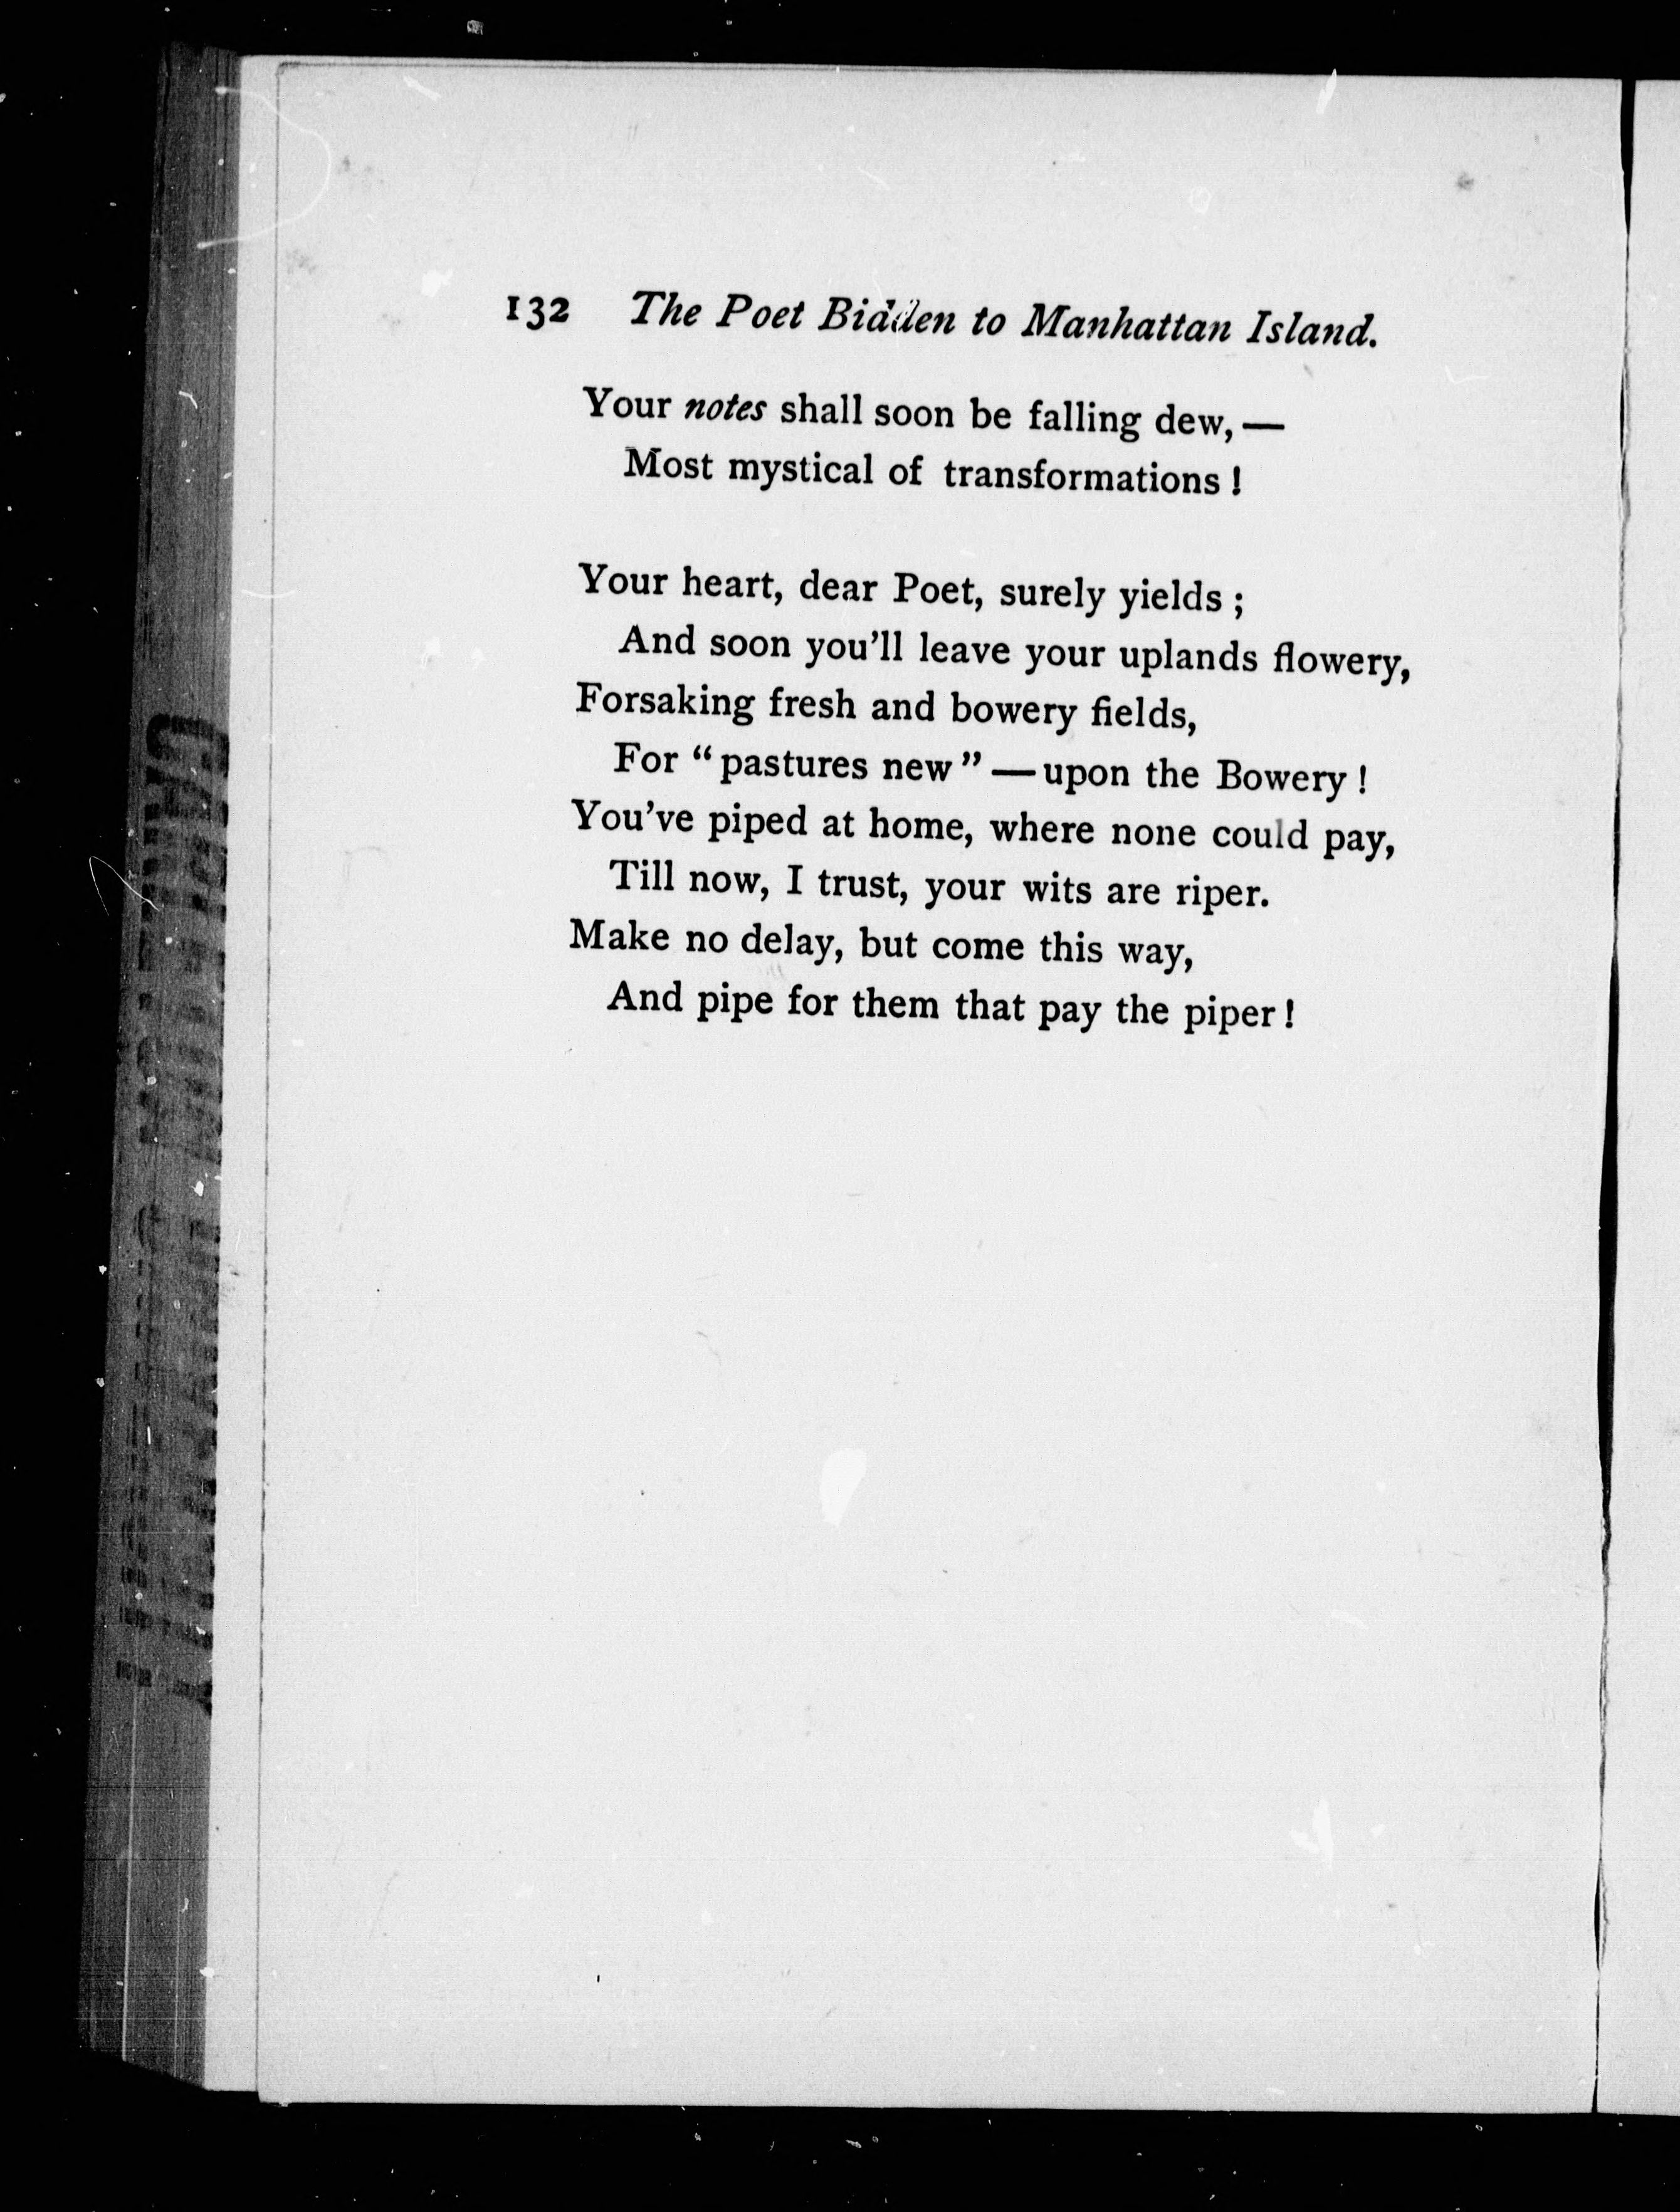 132 The Poet Bidden to Manhattan Island.
Your notes shall soon be falling dew,—
Most mystical of transformations!
Your heart, dear Poet, surely yields;
And soon you'll leave your uplands flowery,
Forsaking fresh and bowery fields,
For "pastures new"—upon the Bowery!
You've piped at home, where none could pay,
Till now, I trust, your wits are riper.
Make no delay, but come this way,
And pipe for them that pay the piper!